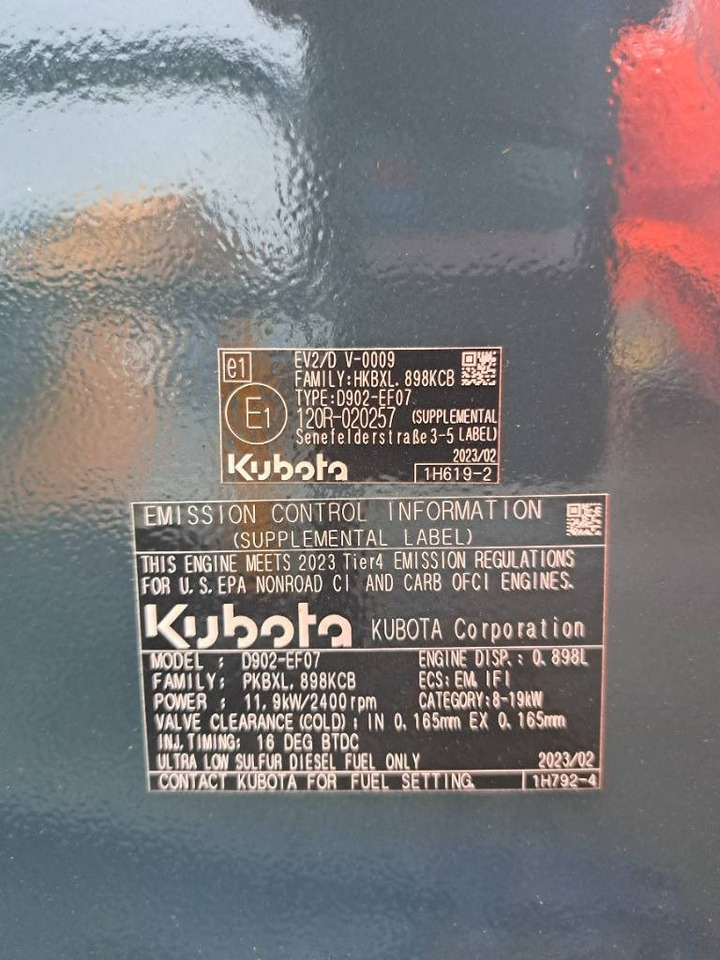 e1
EV2/D V-0009
FAMILY:HKBXL.898KCB
TYPE:D902-EF07
E1
120R-020257 (SUPPLEMENTAL
Senefelderstraße3-5 LABEL)
2023/02
Kubota 1H619-2
EMISSION CONTROL INFORMATION
(SUPPLEMENTAL LABEL)
THIS ENGINE MEETS 2023 Tier4 EMISSION REGULATIONS
FOR U.S.EPA NONROAD CI AND CARB OFCI ENGINES.
Kubota KUBOTA Corporation
MODEL : D902-EF07 ENGINE DISP.: 0.898L
FAMILY: PKBXL.898KCB ECS:EM,IFI
POWER : 11.9kW/2400rpm CATEGORY:8-19kW
VALVE CLEARANCE(COLD): IN 0.165mm EX 0.165mm
INJ.TIMING: 16 DEG BTDC
ULTRA LOW SULFUR DIESEL FUEL ONLY 2023/02
CONTACT KUBOTA FOR FUEL SETTING. 1H792-4